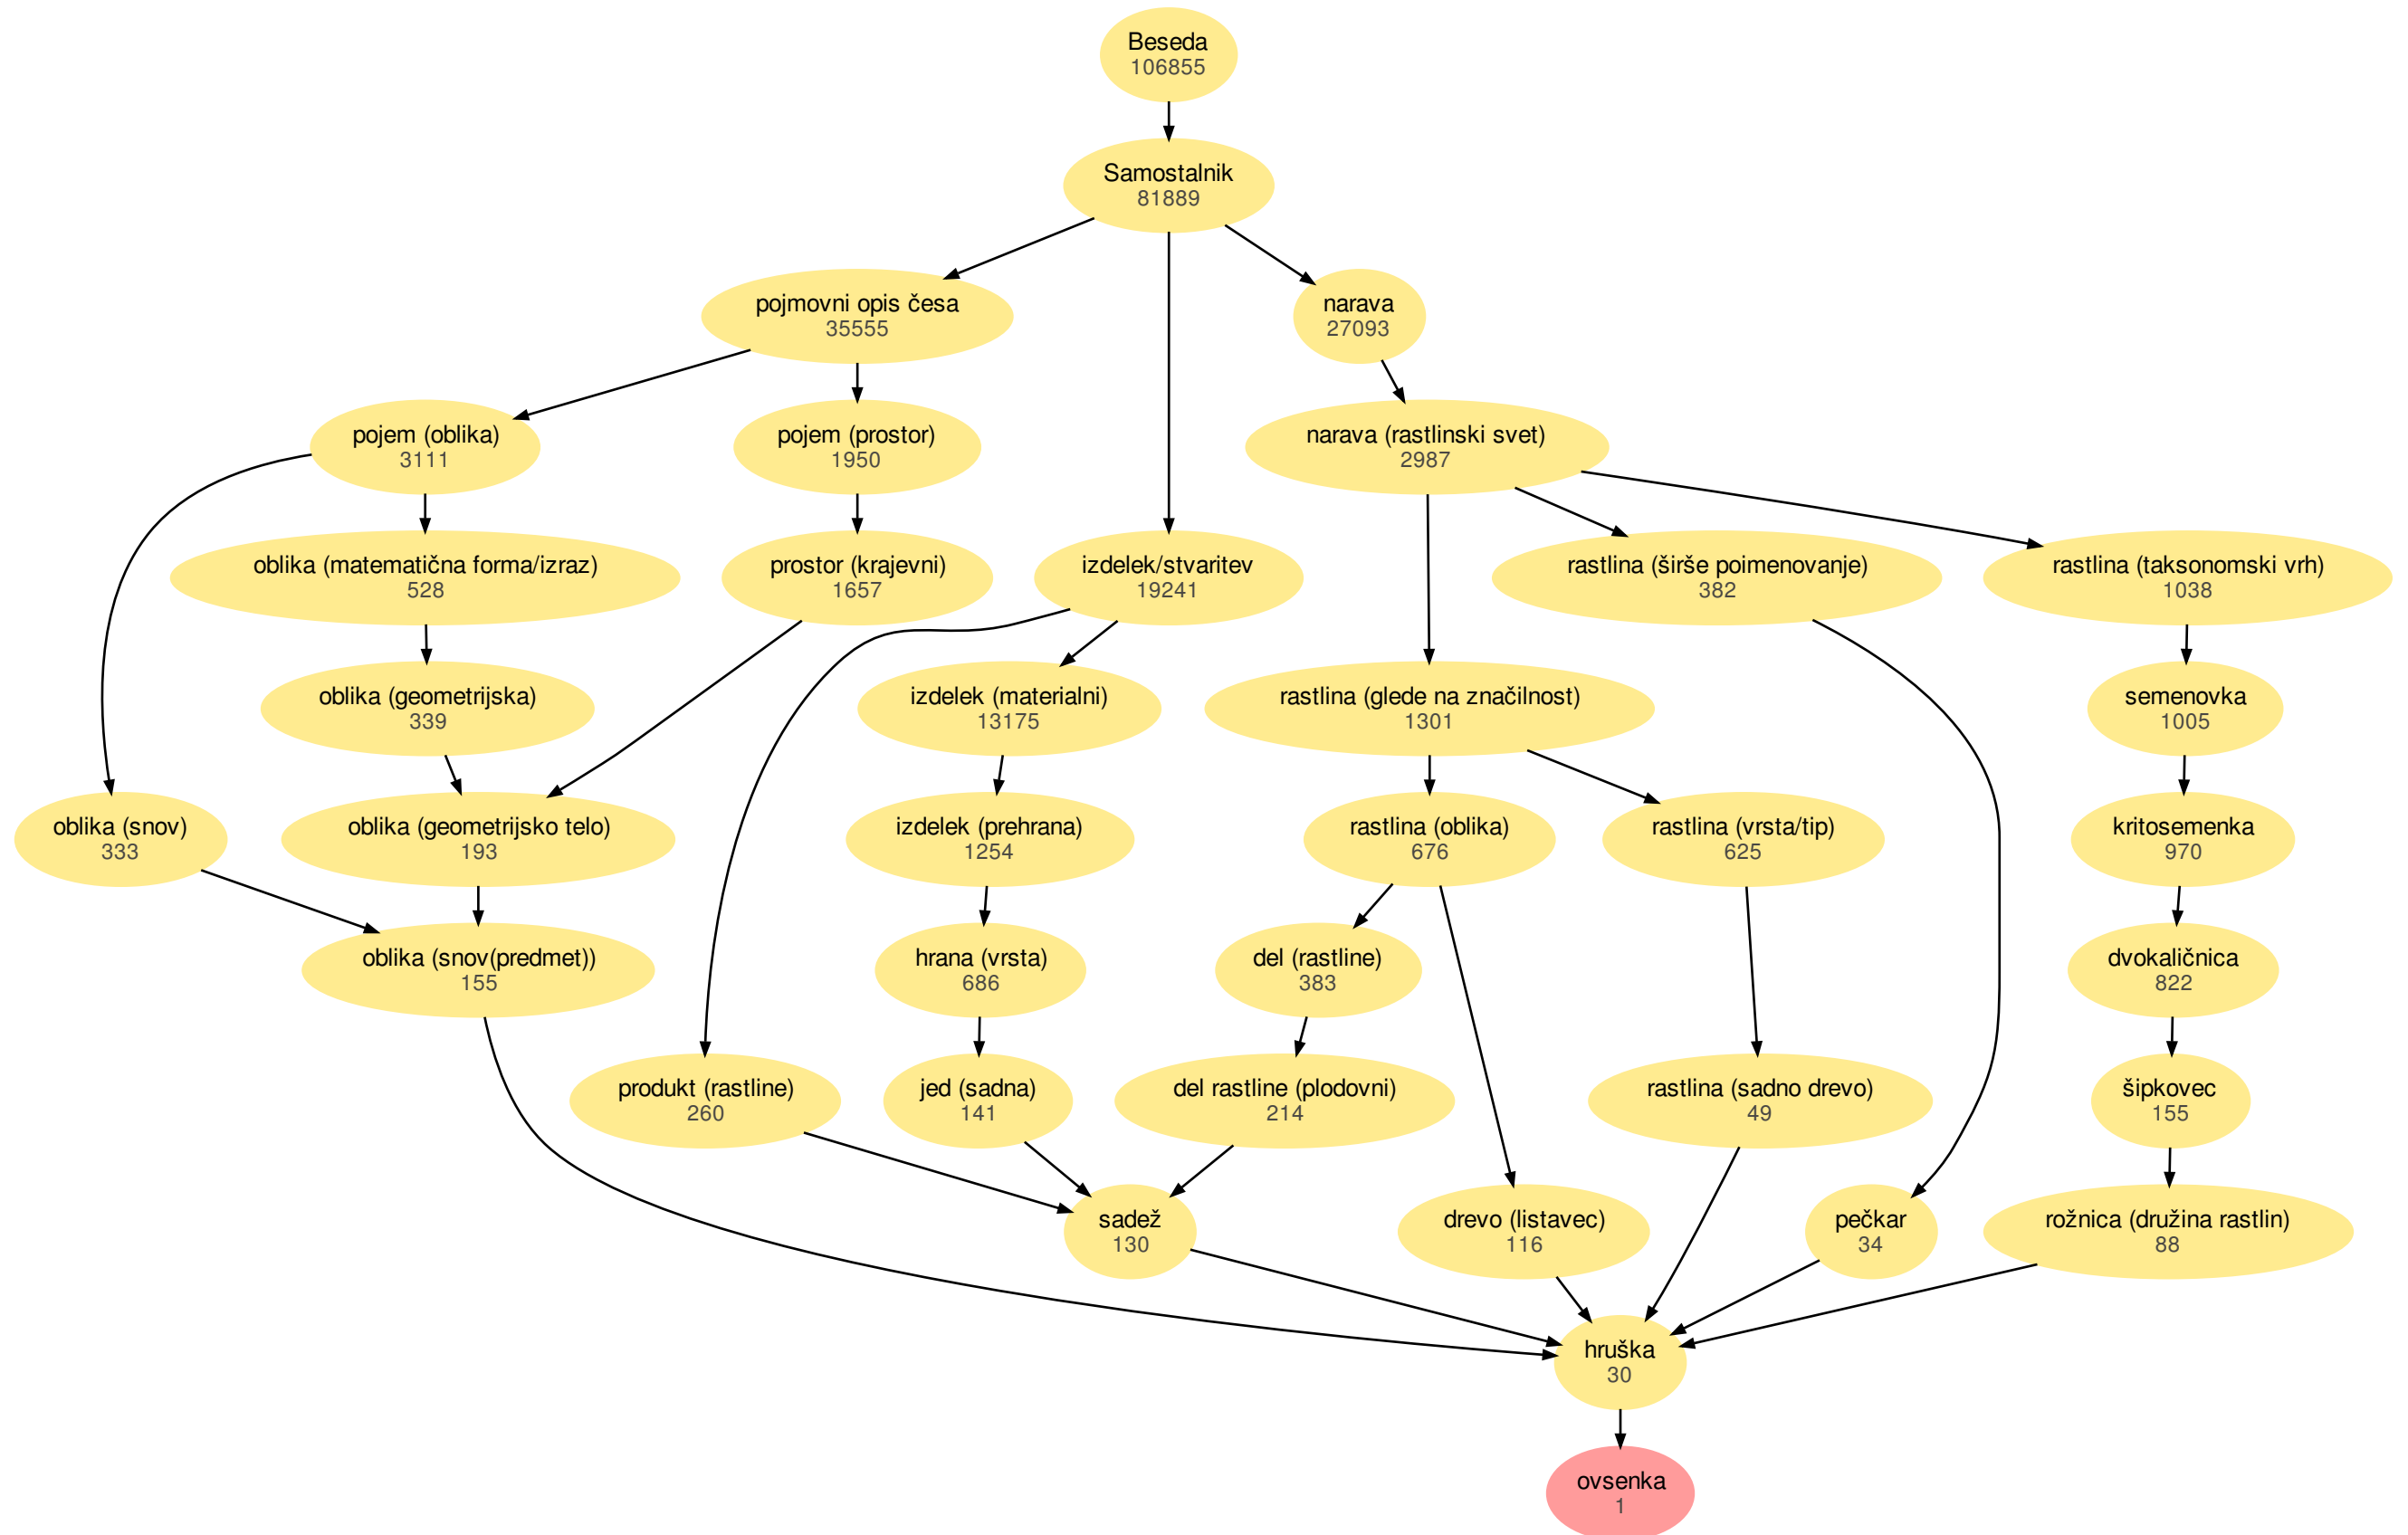 Beseda
106855
Samostalnik
81889
pojmovni opis česa
35555
narava
27093
pojem (oblika)
3111
pojem (prostor)
1950
narava (rastlinski svet)
2987
oblika (matematična forma/izraz)
528
prostor (krajevni)
1657
izdelek/stvaritev
19241
rastlina (širše poimenovanje)
382
rastlina (taksonomski vrh)
1038
oblika (geometrijska)
339
izdelek (materialni)
13175
rastlina (glede na značilnost)
1301
semenovka
1005
oblika (snov)
333
oblika (geometrijsko telo)
193
izdelek (prehrana)
1254
rastlina (oblika)
676
rastlina (vrsta/tip)
625
kritosemenka
970
oblika (snov(predmet))
155
hrana (vrsta)
686
del (rastline)
383
dvokaličnica
822
produkt (rastline)
260
jed (sadna)
141
del rastline (plodovni)
214
rastlina (sadno drevo)
49
šipkovec
155
sadež
130
drevo (listavec)
116
pečkar
34
rožnica (družina rastlin)
88
hruška
30
ovsenka
1